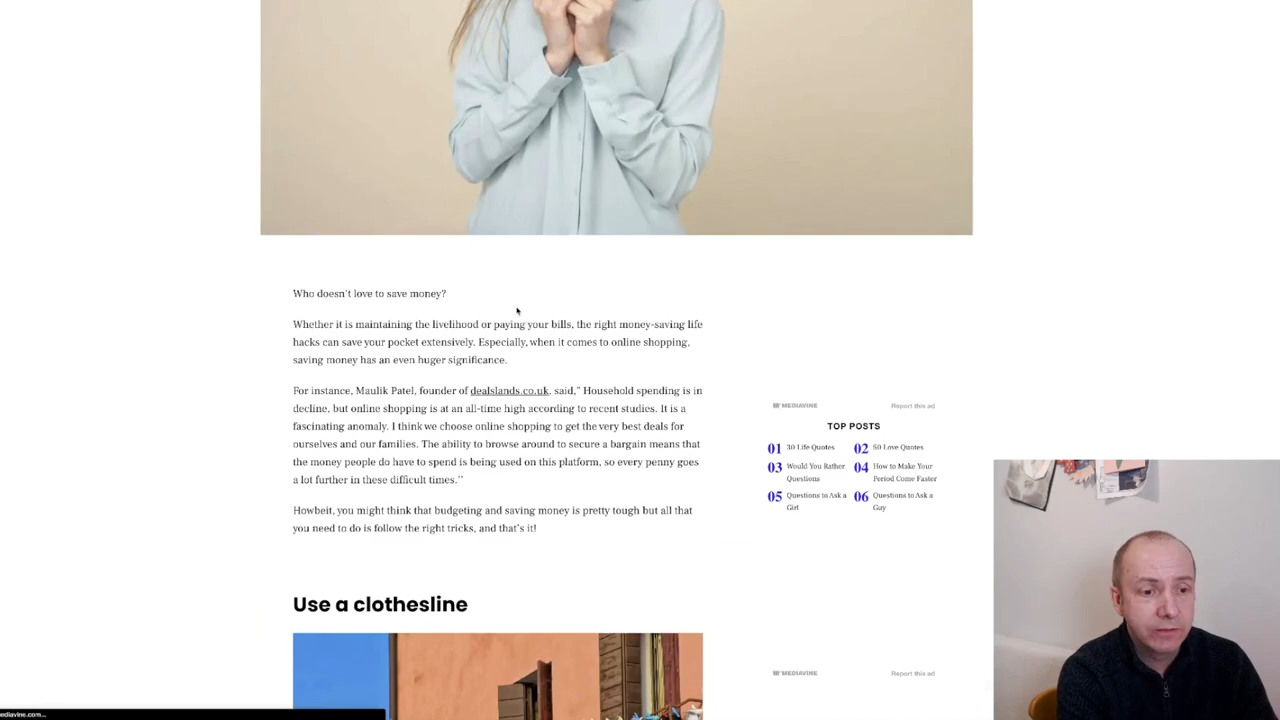 Who doesn't love to save money?
Whether it is maintaining the livelihood or paying your bills, the right money-saving life
hacks can save your pocket extensively. Especially, when it comes to online shopping,
saving money has an even huger significance.
For instance, Maulik Patel, founder of dealslands.co.uk, said," Household spending is in
decline, but online shopping is at an all-time high according to recent studies. It is a
fascinating anomaly. I think we choose online shopping to get the very best deals for
ourselves and our families. The ability to browse around to secure a bargain means that
the money people do have to spend is being used on this platform, so every penny goes
a lot further in these difficult times.''
Howbeit, you might think that budgeting and saving money is pretty tough but all that
you need to do is follow the right tricks, and that's it!
Use a clothesline
MEDIAVINE Report this ad
TOP POSTS
01 30 Life Quotes 02 50 Love Quotes
03 Would You Rather Questions 04 How to Make Your Period Come Faster
05 Questions to Ask a Girl 06 Questions to Ask a Guy
MEDIAVINE Report this ad
ediavine.com...